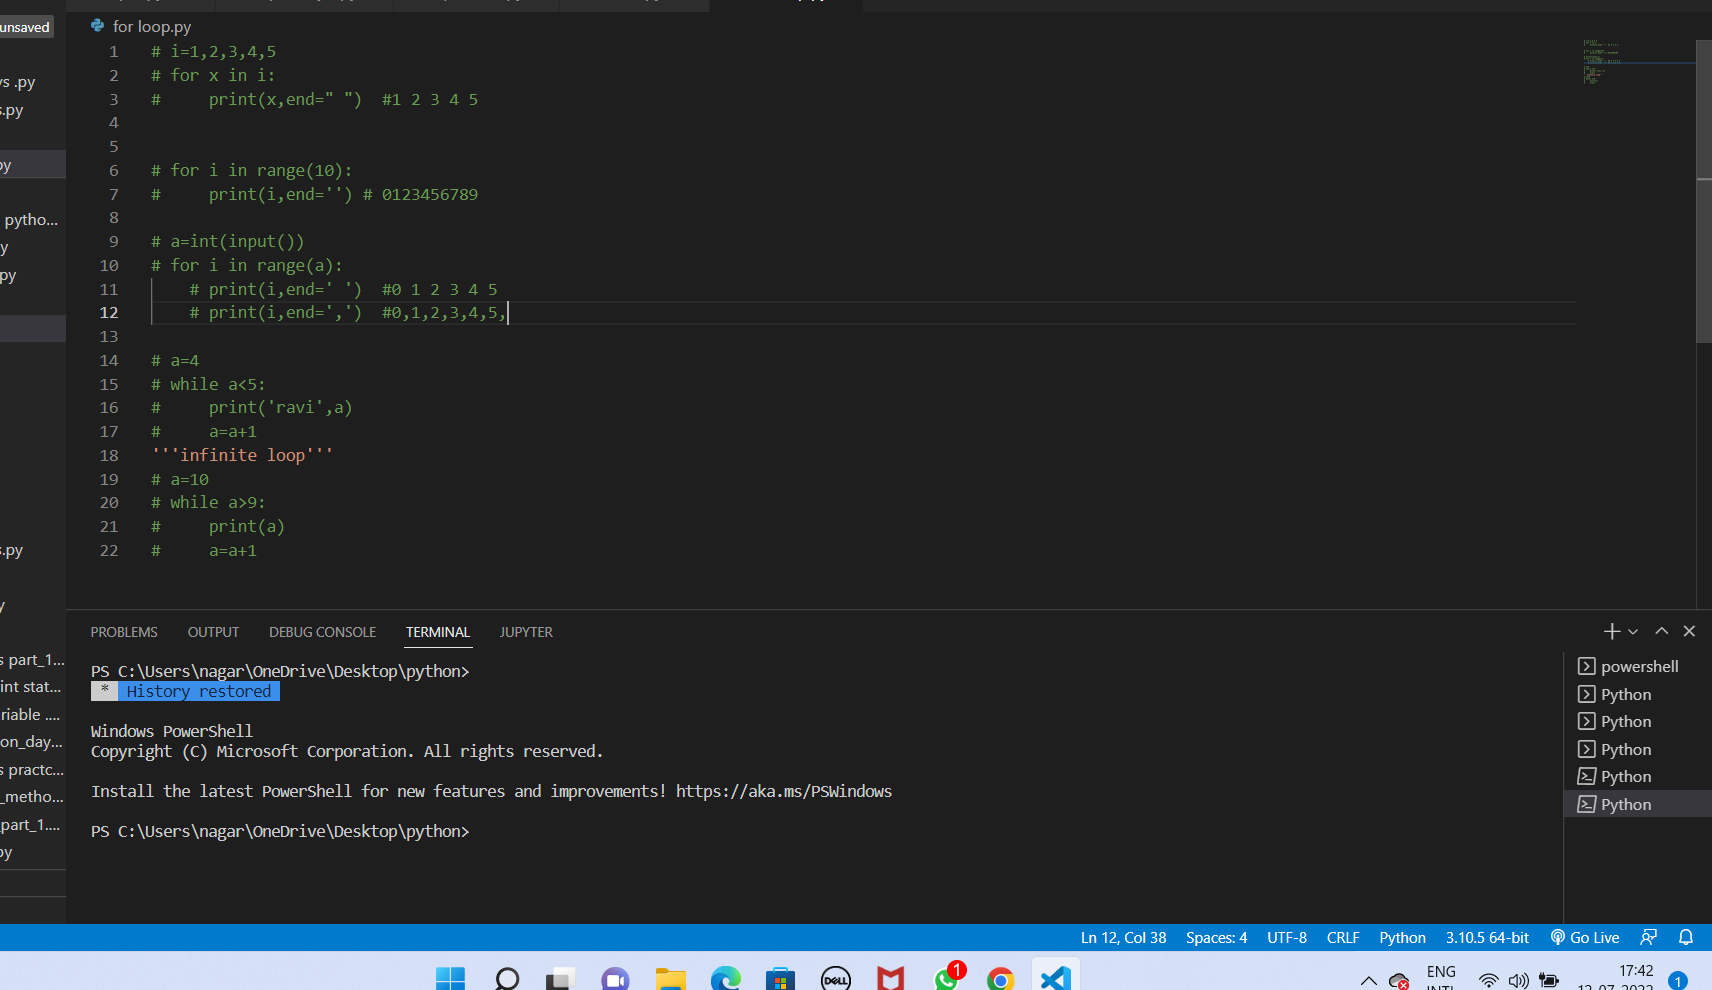 unsaved
for loop.py
1 # i=1,2,3,4,5
2 # for x in i:
3 #     print(x,end=" ")  #1 2 3 4 5
4
5
6 # for i in range(10):
7 #     print(i,end='') # 0123456789
8
9 # a=int(input())
10 # for i in range(a):
11     # print(i,end=' ')  #0 1 2 3 4 5
12     # print(i,end=',')  #0,1,2,3,4,5,
13
14 # a=4
15 # while a<5:
16 #     print('ravi',a)
17 #     a=a+1
18 '''infinite loop'''
19 # a=10
20 # while a>9:
21 #     print(a)
22 #     a=a+1
ys .py
s.py
py
pytho...
y
py
s.py
y
s part_1...
int stat...
riable ....
on_day...
s practc...
_metho...
part_1....
py
PROBLEMS OUTPUT DEBUG CONSOLE TERMINAL JUPYTER
PS C:\Users\nagar\OneDrive\Desktop\python>
* History restored
Windows PowerShell
Copyright (C) Microsoft Corporation. All rights reserved.
Install the latest PowerShell for new features and improvements! https://aka.ms/PSWindows
PS C:\Users\nagar\OneDrive\Desktop\python>
powershell
Python
Python
Python
Python
Python
Ln 12, Col 38 Spaces: 4 UTF-8 CRLF Python 3.10.5 64-bit Go Live
DELL
1
ENG
17:42
1